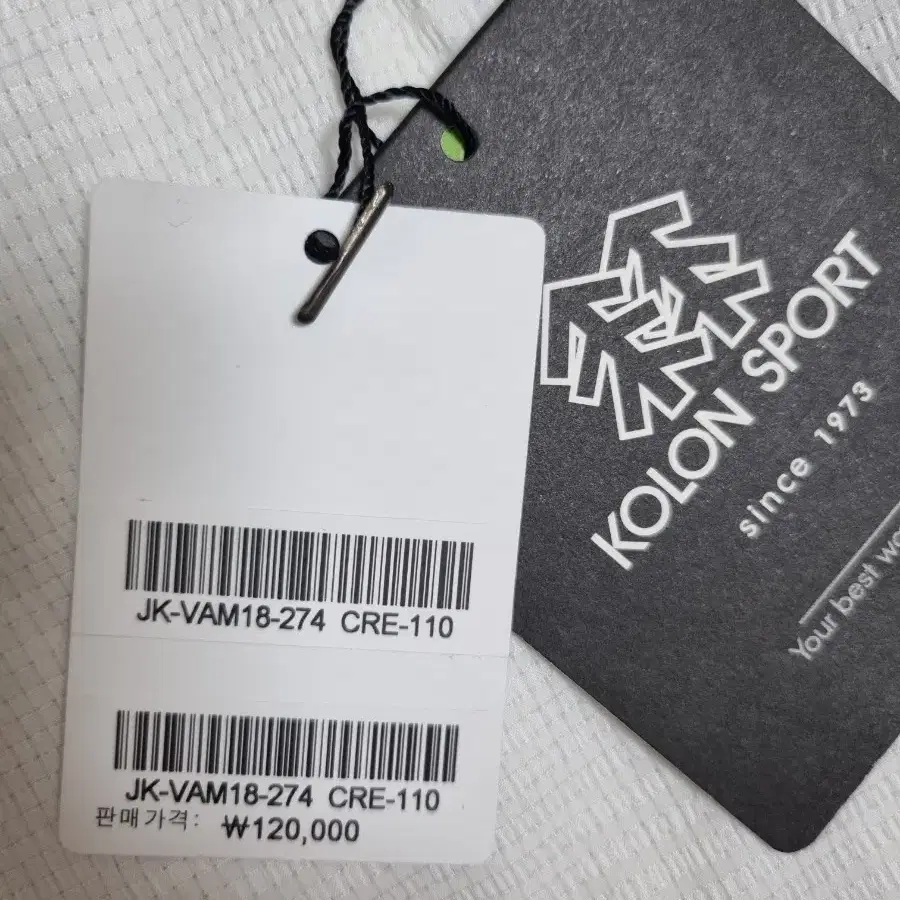 JK-VAM18-274 CRE-110
JK-VAM18-274 CRE-110
판매가격: ₩120,000
KOLON SPORT
since 1973
Your best